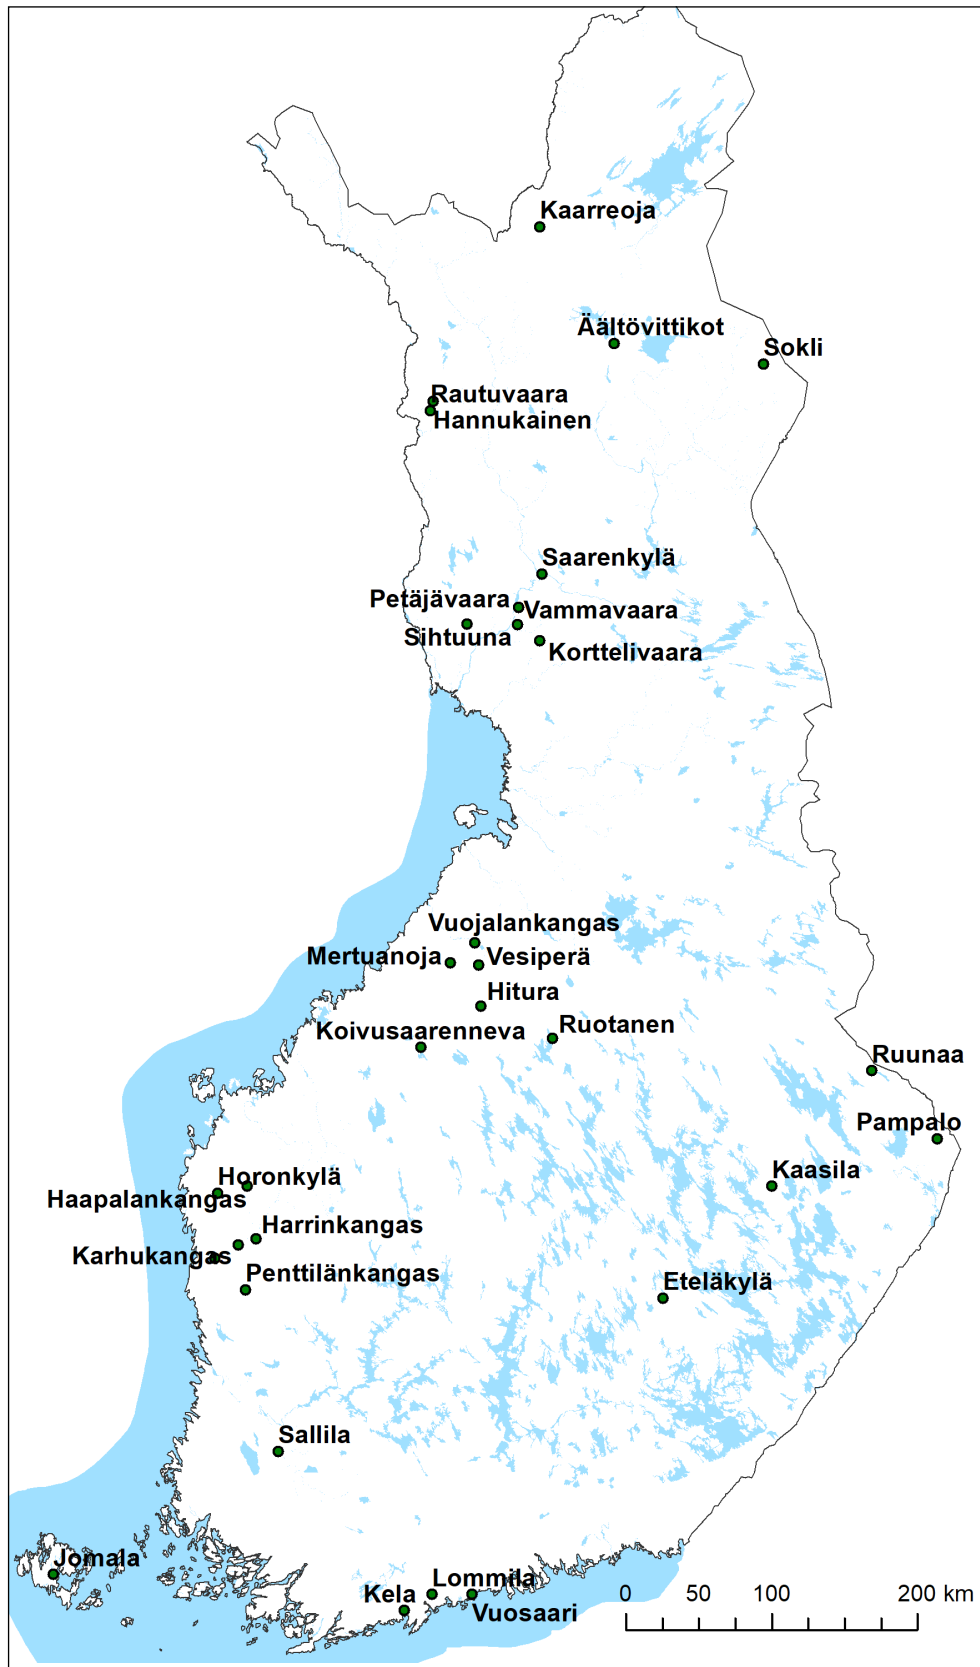 Kaarreoja
Äältövittikot
Sokli
Rautuvaara
Hannukainen
Saarenkylä
Petäjävaara
Vammavaara
Sihtuuna
Korttelivaara
Vuojalankangas
Mertuanoja
Vesiperä
Hitura
Koivusaarenneva
Ruotanen
Ruunaa
Pampalo
Kaasila
Horonkylä
Haapalankangas
Harrinkangas
Karhukangas
Penttilänkangas
Eteläkylä
Sallila
Jomala
Kela
Lommila
Vuosaari
0 50 100 200 km